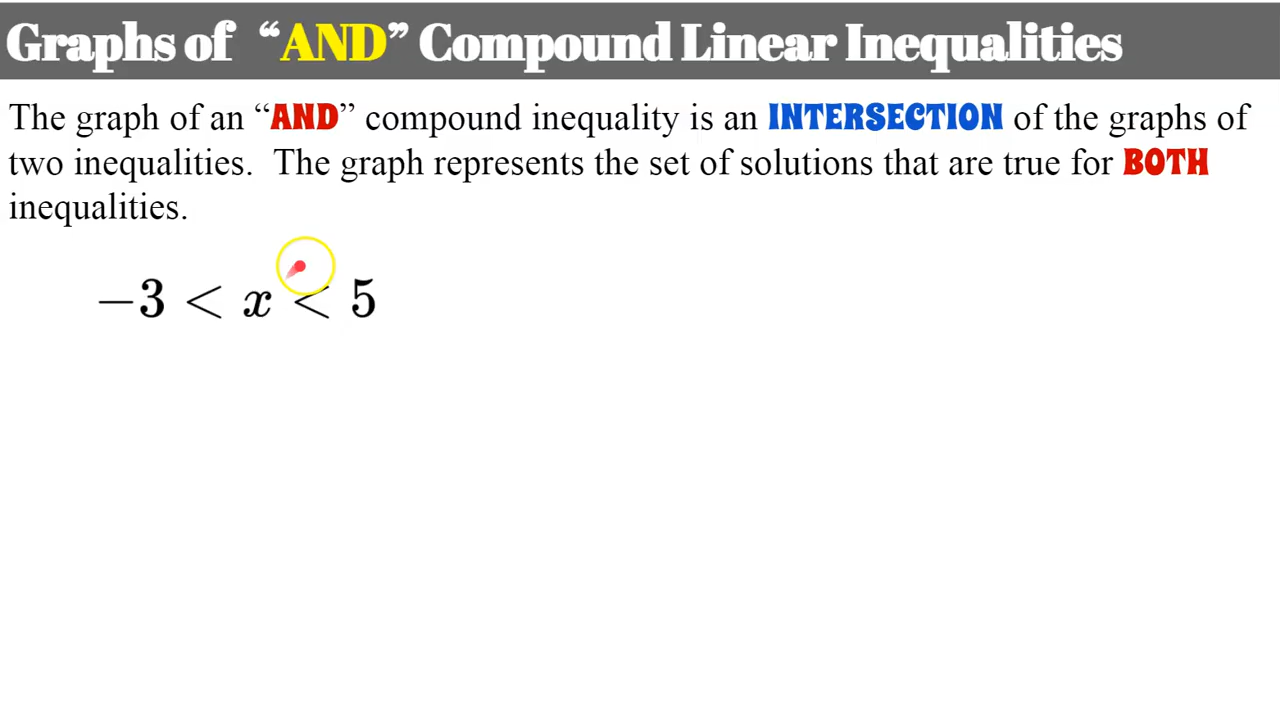 Graphs of “AND” Compound Linear Inequalities
The graph of an “AND” compound inequality is an INTERSECTION of the graphs of
two inequalities. The graph represents the set of solutions that are true for BOTH
inequalities.
−3 < x < 5